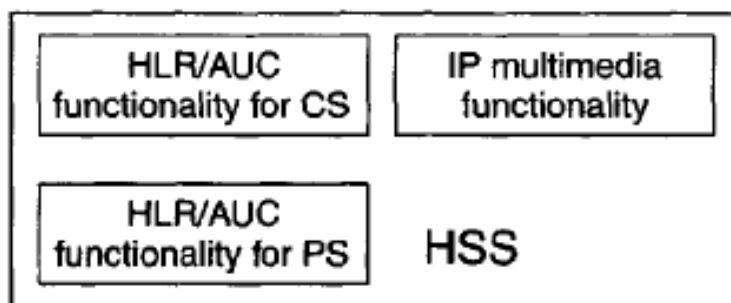 HLR/AUC
functionality for CS
IP multimedia
functionality
HLR/AUC
functionality for PS
HSS